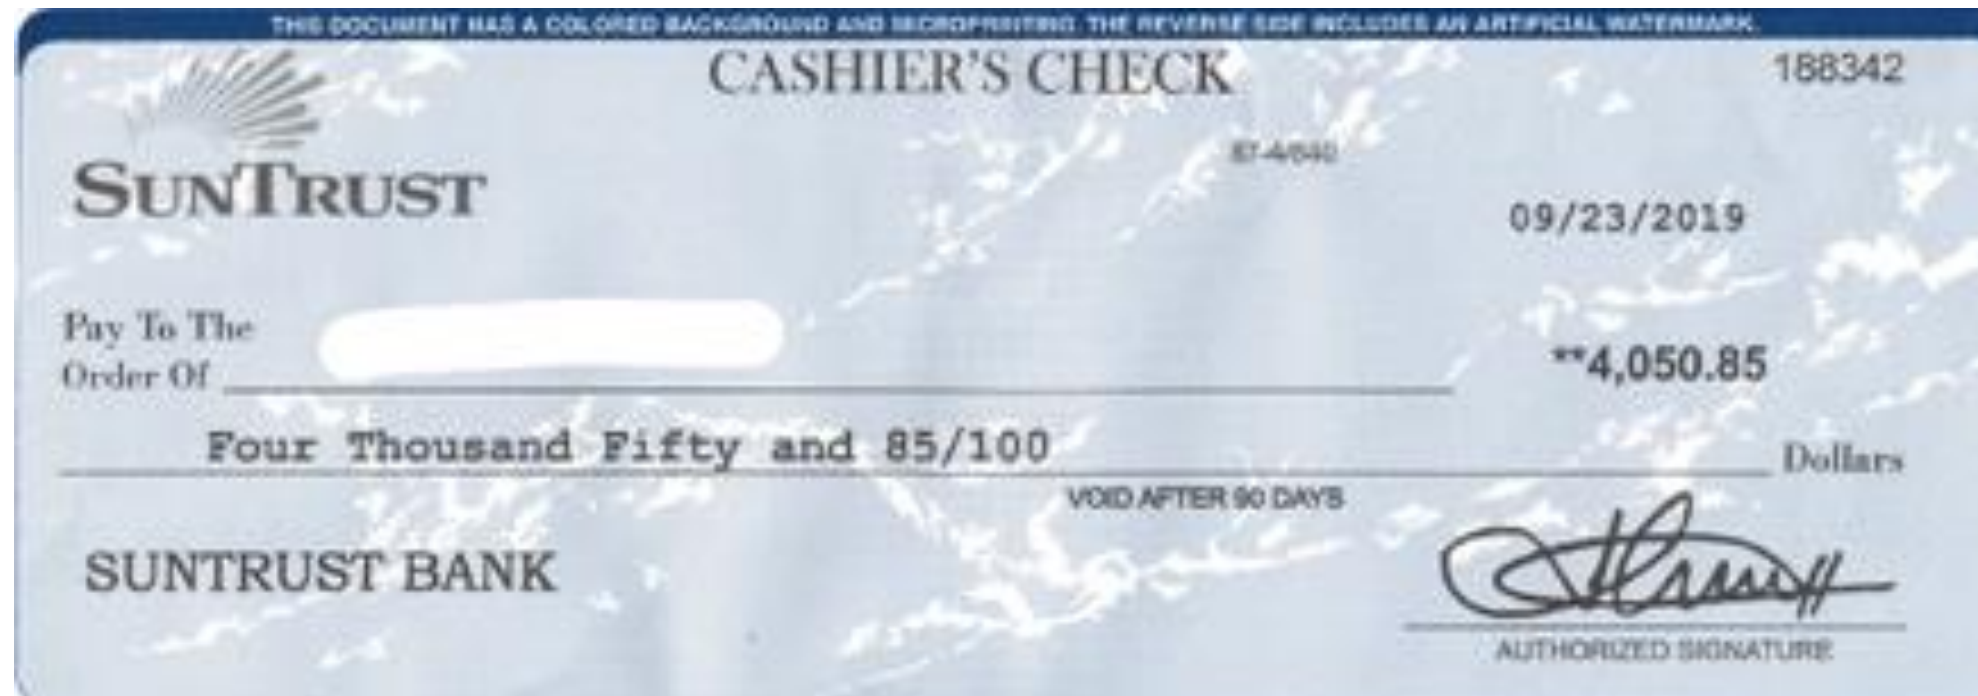 THIS DOCUMENT HAS A COLORED BACKGROUND AND MICROPRINTING. THE REVERSE SIDE INCLUDES AN ARTIFICIAL WATERMARK.
CASHIER'S CHECK
188342
SUNTRUST
09/23/2019
Pay To The
Order Of
**4,050.85
Four Thousand Fifty and 85/100
Dollars
VOID AFTER 90 DAYS
SUNTRUST BANK
AUTHORIZED SIGNATURE